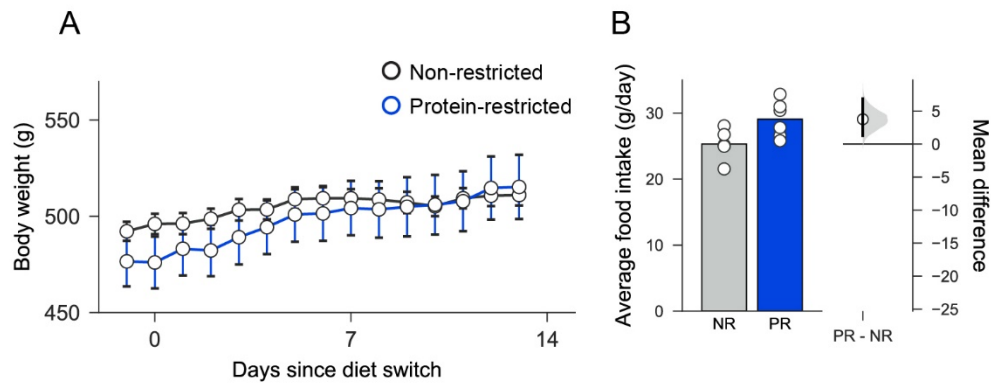 A
Non-restricted
Protein-restricted
Body weight (g)
550
500
450
0
7
14
Days since diet switch
B
Average food intake (g/day)
30
20
10
0
NR
PR
5
0
−5
−10
−15
−20
−25
Mean difference
PR - NR